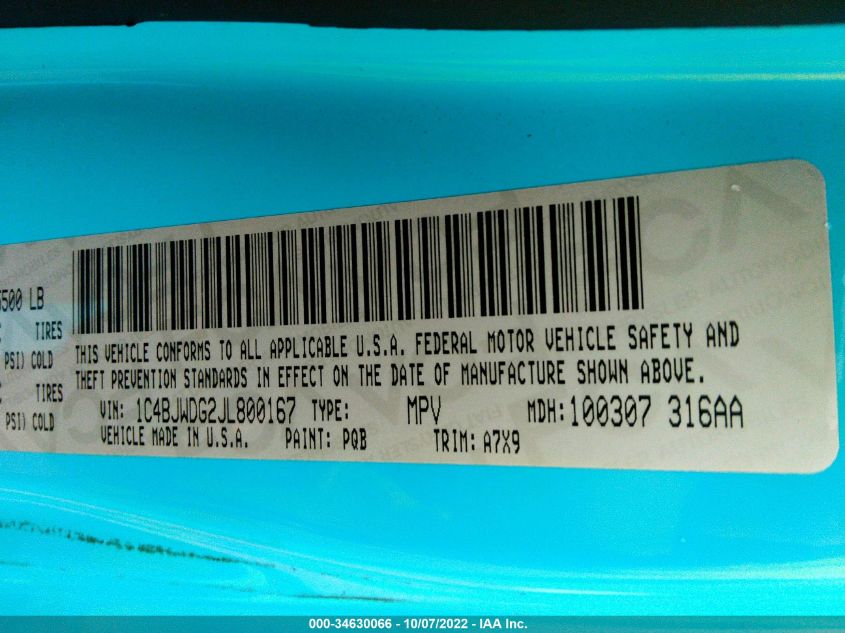 5500 LB
TIRES
PSI) COLD
TIRES
PSI) COLD
THIS VEHICLE CONFORMS TO ALL APPLICABLE U.S.A. FEDERAL MOTOR VEHICLE SAFETY AND
THEFT PREVENTION STANDARDS IN EFFECT ON THE DATE OF MANUFACTURE SHOWN ABOVE.
VIN: 1C4BJWDG2JL800167 TYPE: MPV MDH: 100307 316AA
VEHICLE MADE IN U.S.A. PAINT: PQB TRIM: A7X9
000-34630066 - 10/07/2022 - IAA Inc.